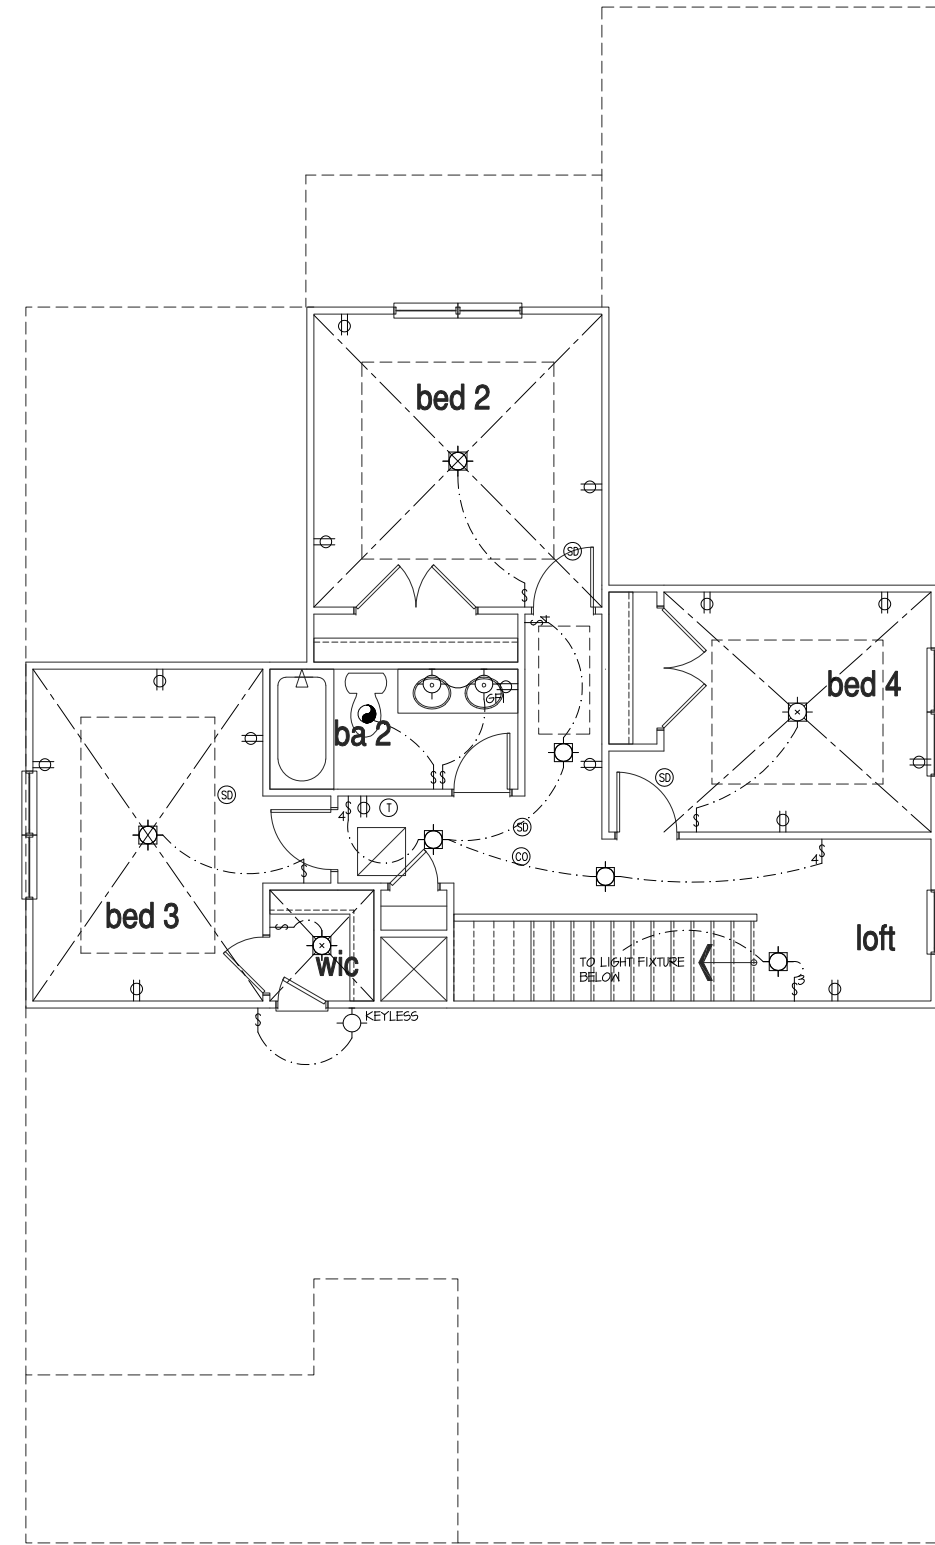 bed 2
SD
$
$4
bed 4
GFI
ba 2
$$
SD
SD
$4
T
SD
CO
$
$
4$
bed 3
$
wic
loft
TO LIGHT FIXTURE
BELOW
$3
$
KEYLESS